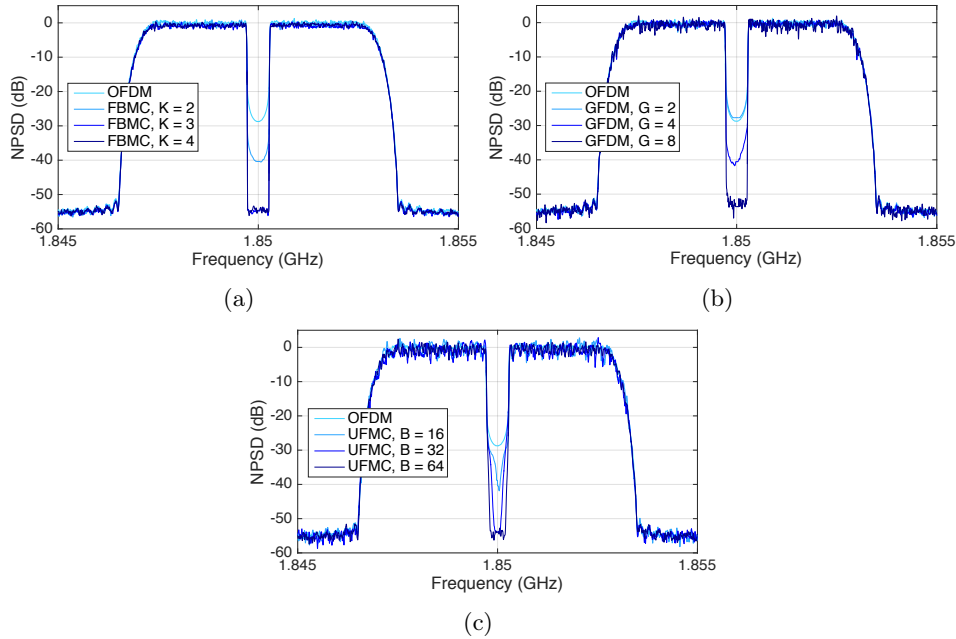 0
-10
-20
-30
-40
-50
-60
NPSD (dB)
OFDM
FBMC, K = 2
FBMC, K = 3
FBMC, K = 4
1.845
1.85
1.855
Frequency (GHz)
(a)
0
-10
-20
-30
-40
-50
-60
NPSD (dB)
OFDM
GFDM, G = 2
GFDM, G = 4
GFDM, G = 8
1.845
1.85
1.855
Frequency (GHz)
(b)
0
-10
-20
-30
-40
-50
-60
NPSD (dB)
OFDM
UFMC, B = 16
UFMC, B = 32
UFMC, B = 64
1.845
1.85
1.855
Frequency (GHz)
(c)